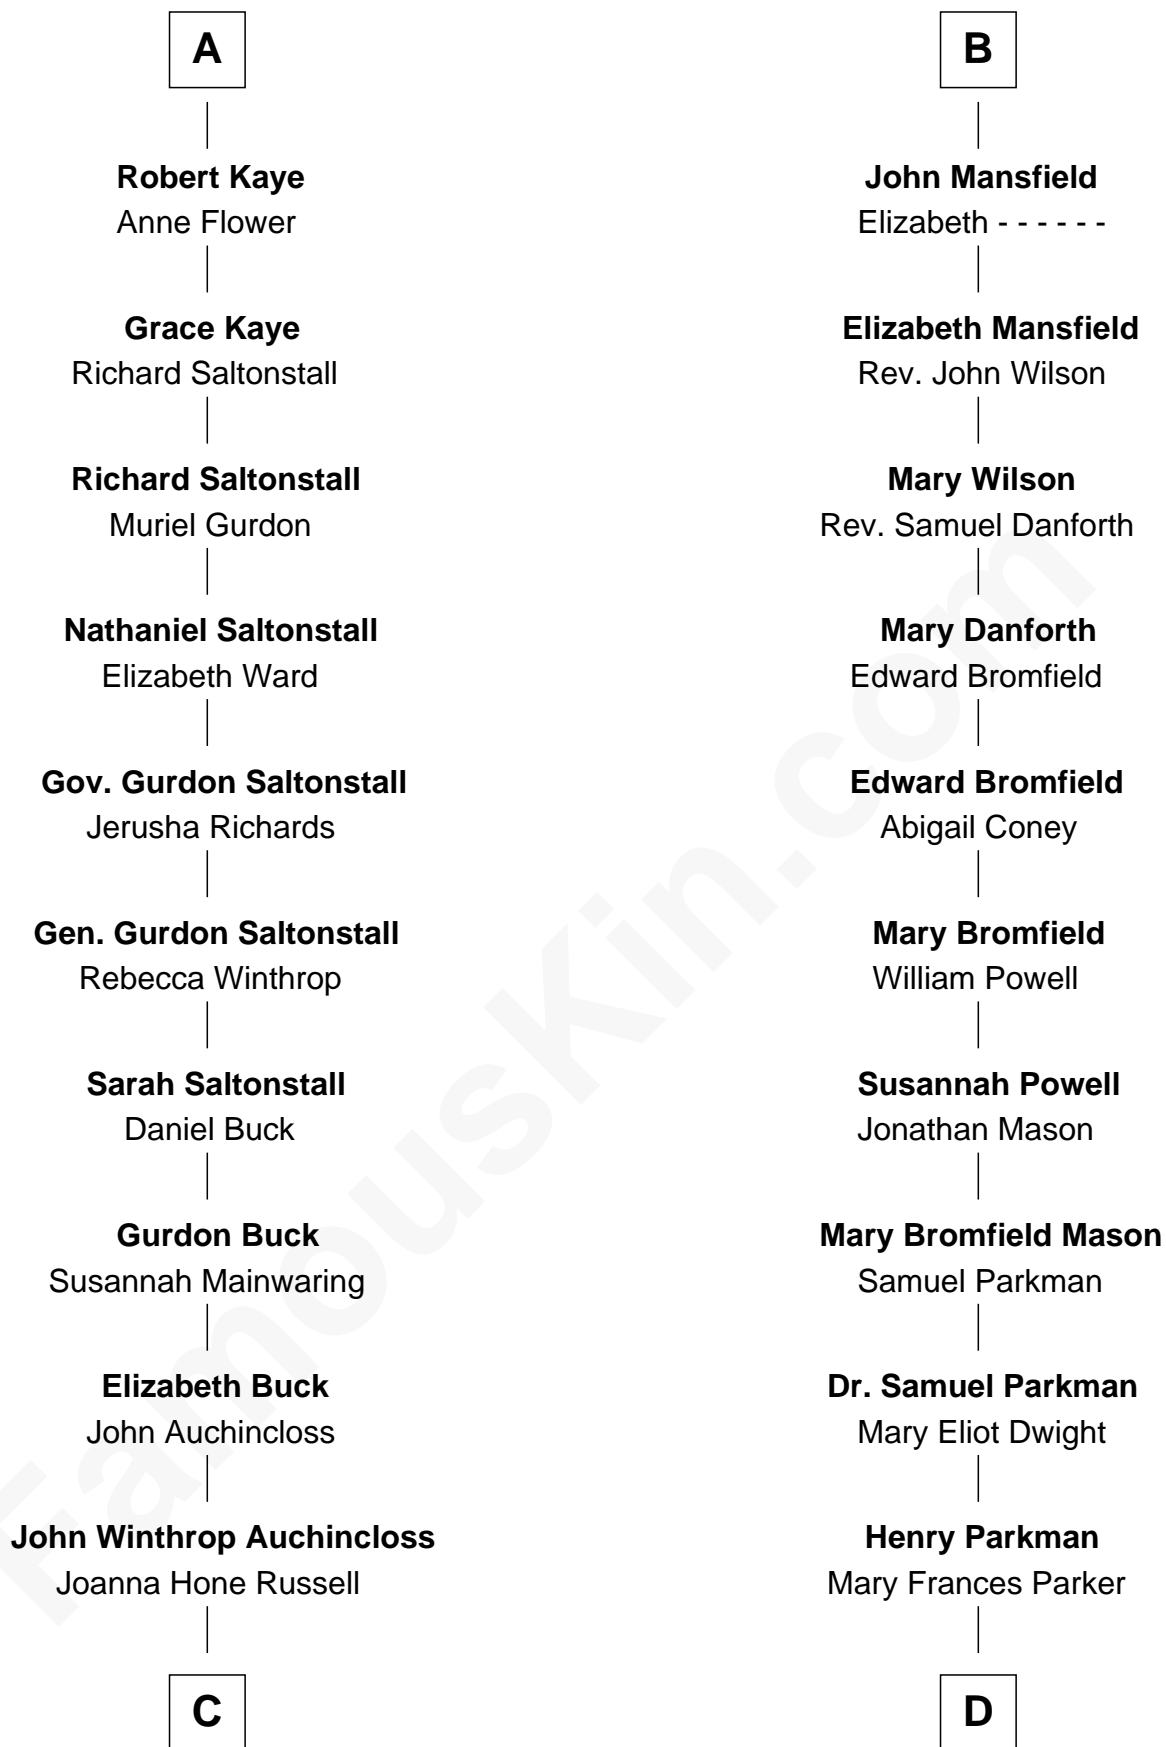 A
Robert Kaye
Anne Flower
Grace Kaye
Richard Saltonstall
Richard Saltonstall
Muriel Gurdon
Nathaniel Saltonstall
Elizabeth Ward
Gov. Gurdon Saltonstall
Jerusha Richards
Gen. Gurdon Saltonstall
Rebecca Winthrop
Sarah Saltonstall
Daniel Buck
Gurdon Buck
Susannah Mainwaring
Elizabeth Buck
John Auchincloss
John Winthrop Auchincloss
Joanna Hone Russell
C
B
John Mansfield
Elizabeth - - - - - -
Elizabeth Mansfield
Rev. John Wilson
Mary Wilson
Rev. Samuel Danforth
Mary Danforth
Edward Bromfield
Edward Bromfield
Abigail Coney
Mary Bromfield
William Powell
Susannah Powell
Jonathan Mason
Mary Bromfield Mason
Samuel Parkman
Dr. Samuel Parkman
Mary Eliot Dwight
Henry Parkman
Mary Frances Parker
D
FamousKin.com